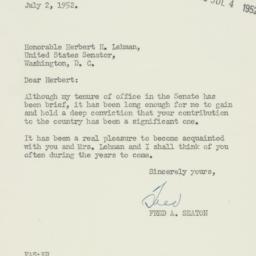 July 2, 1952.
JUL 4 1952
Honorable Herbert H. Lehman,
United States Senator,
Washington, D. C.
Dear Herbert:
Although my tenure of office in the Senate has
been brief, it has been long enough for me to gain
and hold a deep conviction that your contribution
to the country has been a significant one.
It has been a real pleasure to become acquainted
with you and Mrs. Lehman and I shall think of you
often during the years to come.
Sincerely yours,
Fred
FRED A. SEATON